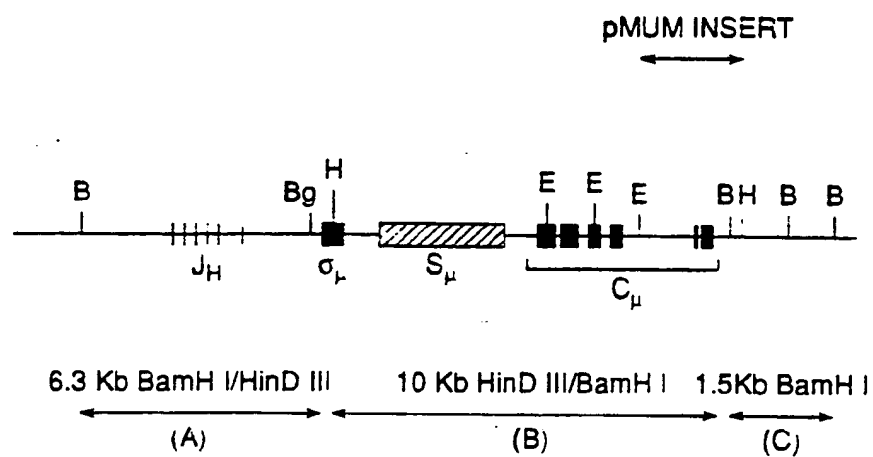 pMUM INSERT
B Bg H E E E B H B B
J_H σ_μ S_μ C_μ
6.3 Kb BamH I/HinD III 10 Kb HinD III/BamH I 1.5Kb BamH I
(A) (B) (C)